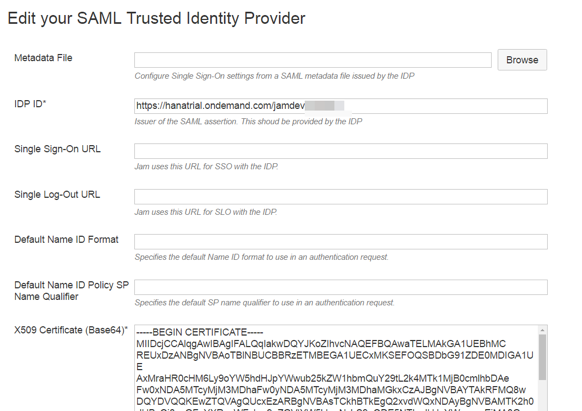 Edit your SAML Trusted Identity Provider
Metadata File
Browse
Configure Single Sign-On settings from a SAML metadata file issued by the IDP
IDP ID*
https://hanatrial.ondemand.com/jamdev
Issuer of the SAML assertion. This shoud be provided by the IDP
Single Sign-On URL
Jam uses this URL for SSO with the IDP.
Single Log-Out URL
Jam uses this URL for SLO with the IDP.
Default Name ID Format
Specifies the default Name ID format to use in an authentication request.
Default Name ID Policy SP
Name Qualifier
Specifies the default SP name qualifier to use in an authentication request.
X509 Certificate (Base64)*
-----BEGIN CERTIFICATE-----
MIIDcjCCAlqgAwIBAgIFALQqIakwDQYJKoZIhvcNAQEFBQAwaTELMAkGA1UEBhMC
REUxDzANBgNVBAoTBlNBUCBBRzETMBEGA1UECxMKSEFOQSBDbG91ZDE0MDIGA1U
E
AxMraHR0cHM6Ly9oYW5hdHJpYWwub25kZW1hbmQuY29tL2k4MTk1MjB0cmlhbDAe
Fw0xNDA5MTcyMjM3MDhaFw0yNDA5MTcyMjM3MDhaMGkxCzAJBgNVBAYTAkRFMQ8w
DQYDVQQKEwZTQVAgQUcxEzARBgNVBAsTCkhBTkEgQ2xvdWQxNDAyBgNVBAMTK2h0